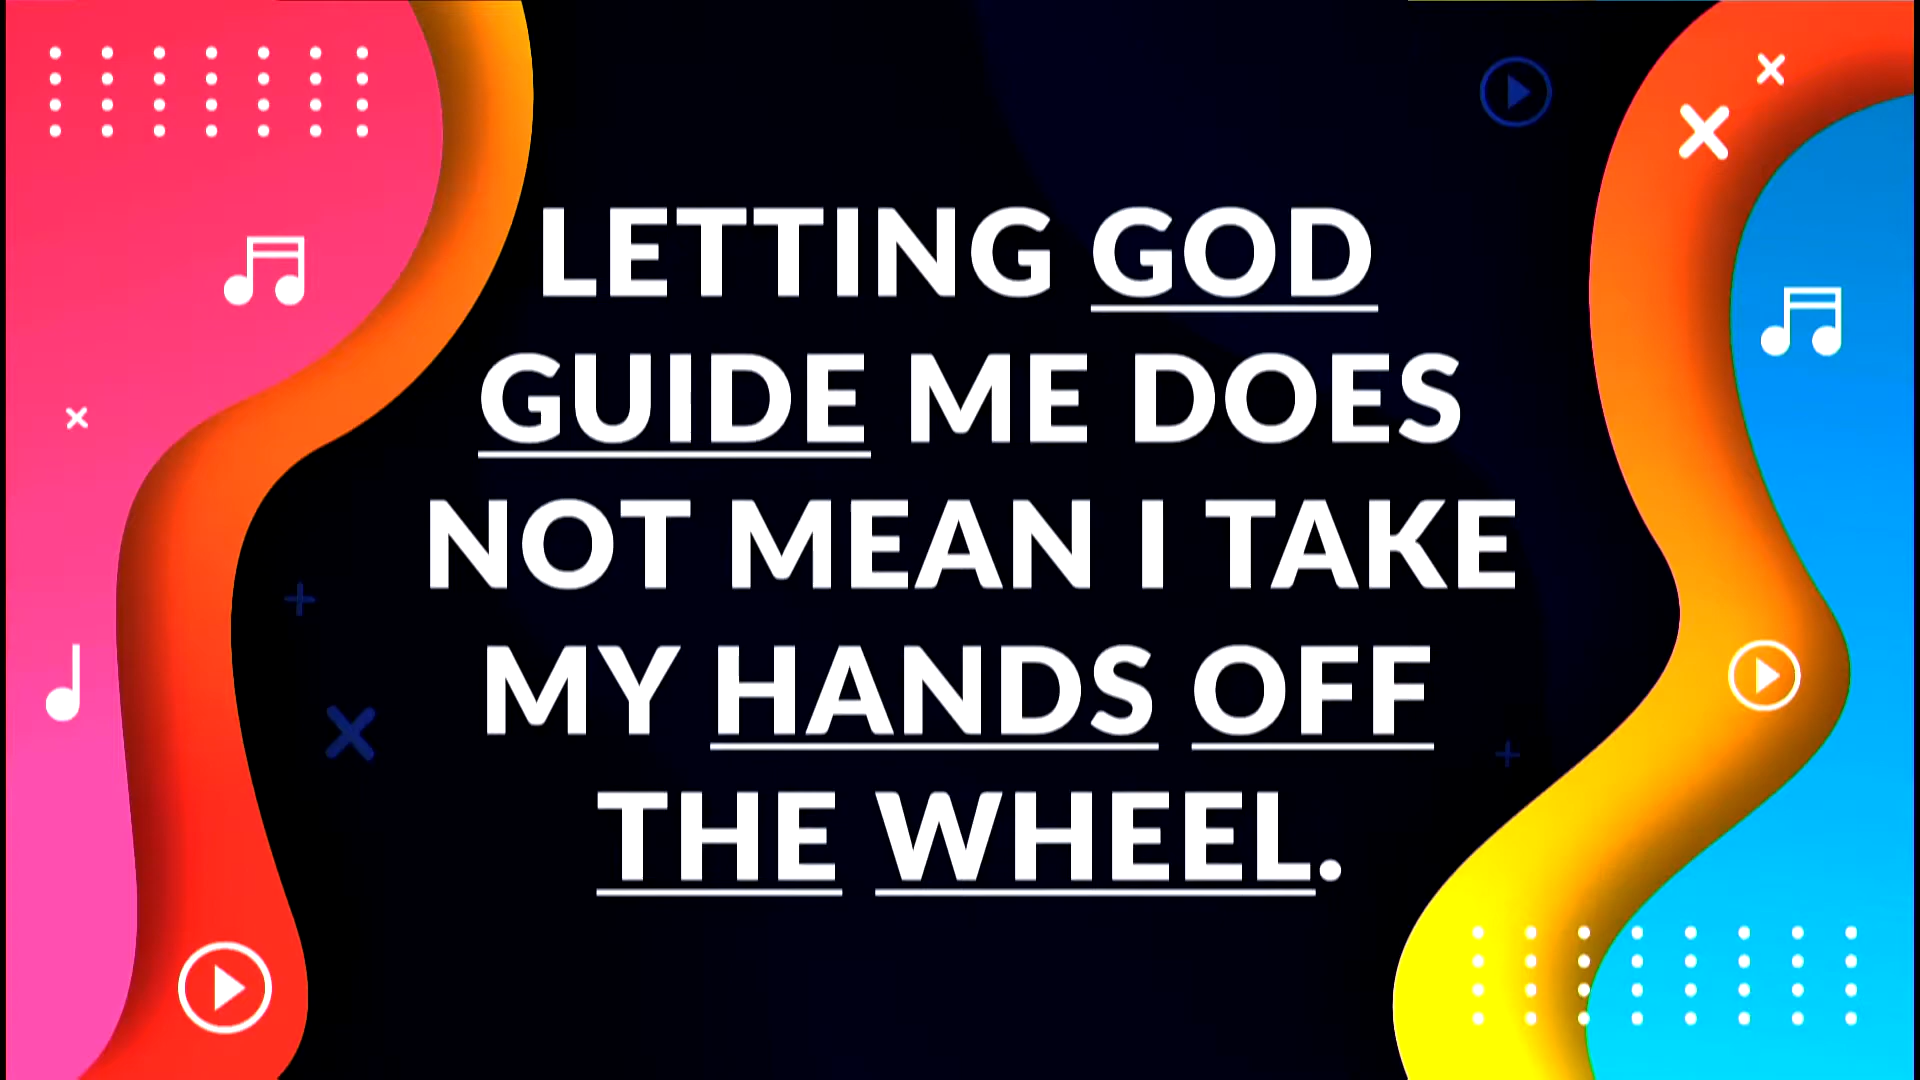 LETTING GOD
GUIDE ME DOES
NOT MEAN I TAKE
MY HANDS OFF
THE WHEEL.